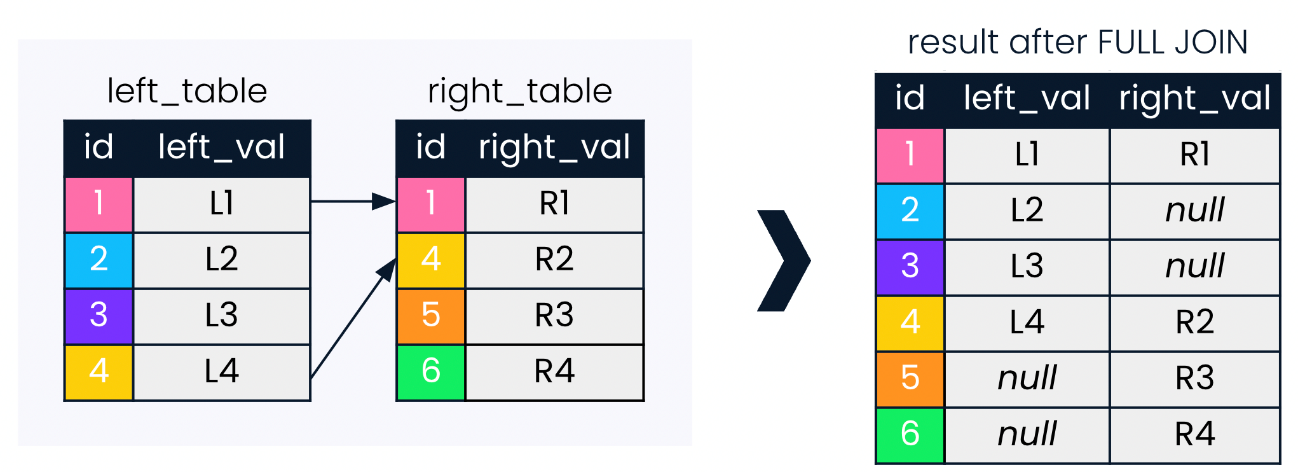 result after FULL JOIN
left_table right_table
id left_val id right_val id left_val right_val
1 L1 1 R1 1 L1 R1
2 L2 4 R2 2 L2 null
3 L3 5 R3 3 L3 null
4 L4 6 R4 4 L4 R2
5 null R3
6 null R4